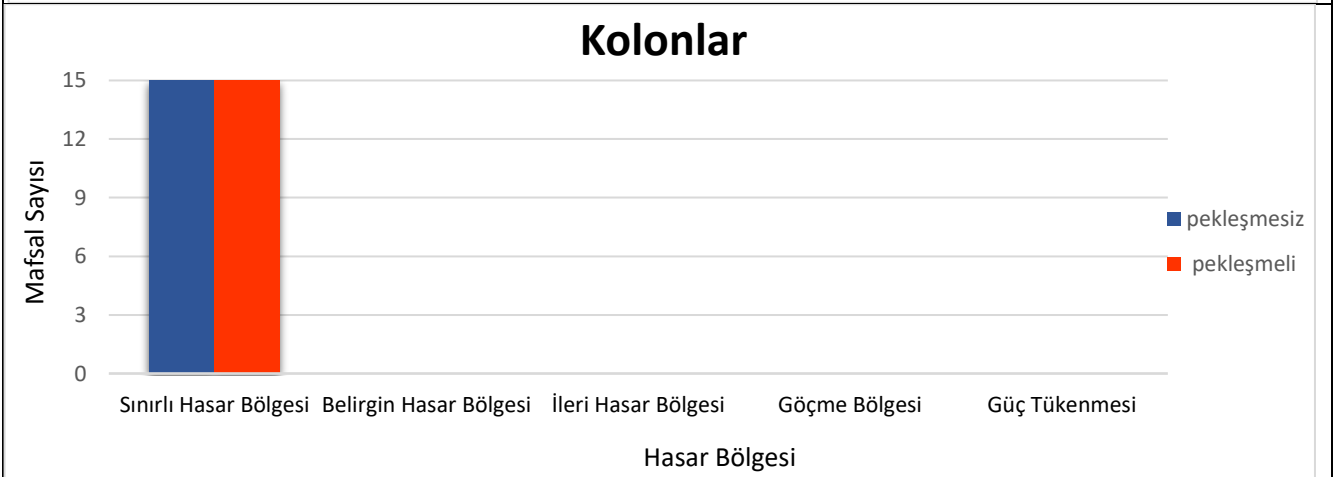 Kolonlar
15
12
9
6
3
0
Mafsal Sayısı
pekleşmesiz
pekleşmeli
Sınırlı Hasar Bölgesi Belirgin Hasar Bölgesi İleri Hasar Bölgesi Göçme Bölgesi Güç Tükenmesi
Hasar Bölgesi